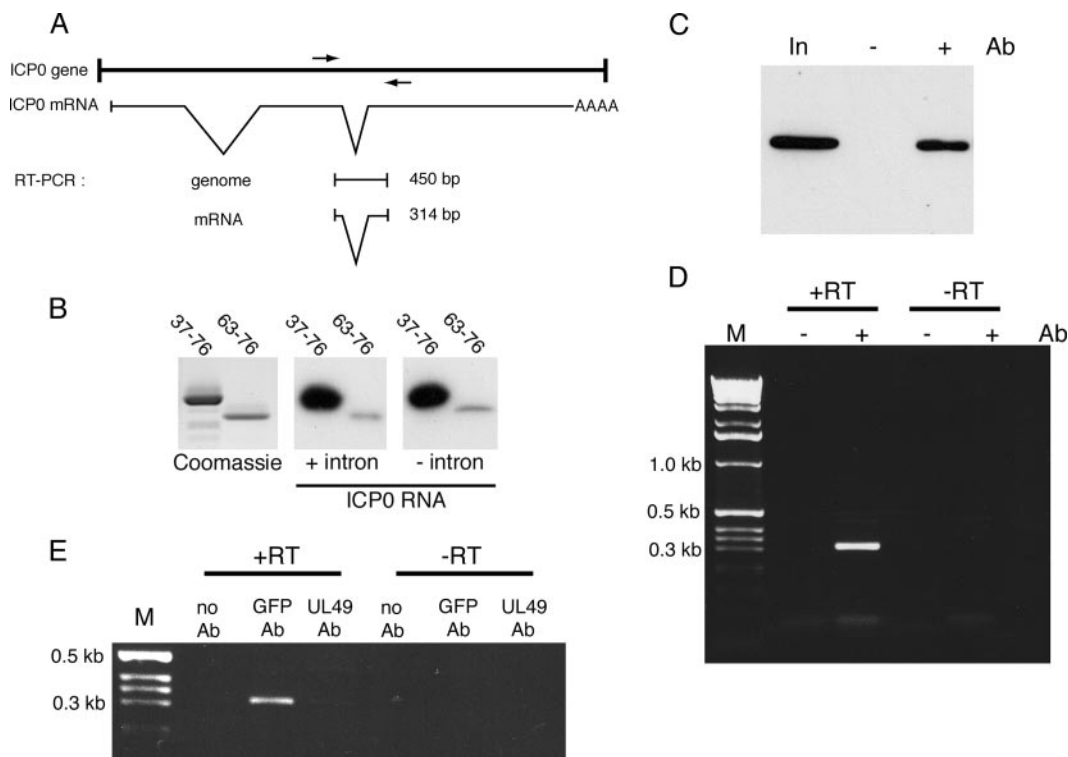 A
ICP0 gene
ICP0 mRNA
AAAA
RT-PCR :
genome
450 bp
mRNA
314 bp
B
37-76 63-76 37-76 63-76 37-76 63-76
Coomassie + intron - intron
ICP0 RNA
C
In - + Ab
D
+RT -RT
M - + - + Ab
1.0 kb
0.5 kb
0.3 kb
E
+RT -RT
M no Ab GFP Ab UL49 Ab no Ab GFP Ab UL49 Ab
0.5 kb
0.3 kb